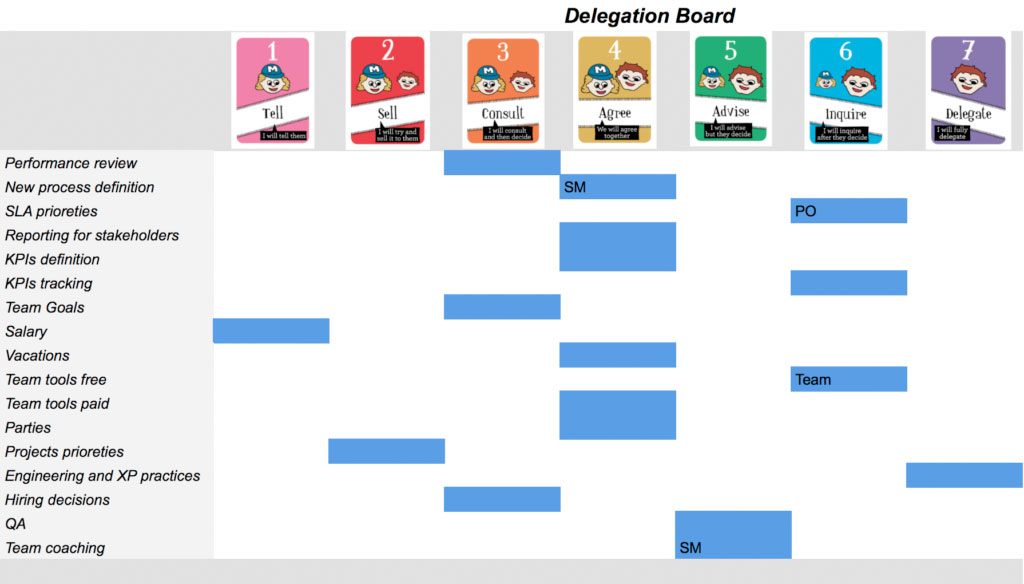 Delegation Board
1 2 3 4 5 6 7
M M M M M M
Tell Sell Consult Agree Advise Inquire Delegate
I will tell them
I will try and
sell it to them
I will consult
and then decide
We will agree
together
I will advise
but they decide
I will inquire
after they decide
I will fully
delegate
Performance review
New process definition SM
SLA prioreties PO
Reporting for stakeholders
KPIs definition
KPIs tracking
Team Goals
Salary
Vacations
Team tools free Team
Team tools paid
Parties
Projects prioreties
Engineering and XP practices
Hiring decisions
QA
Team coaching SM